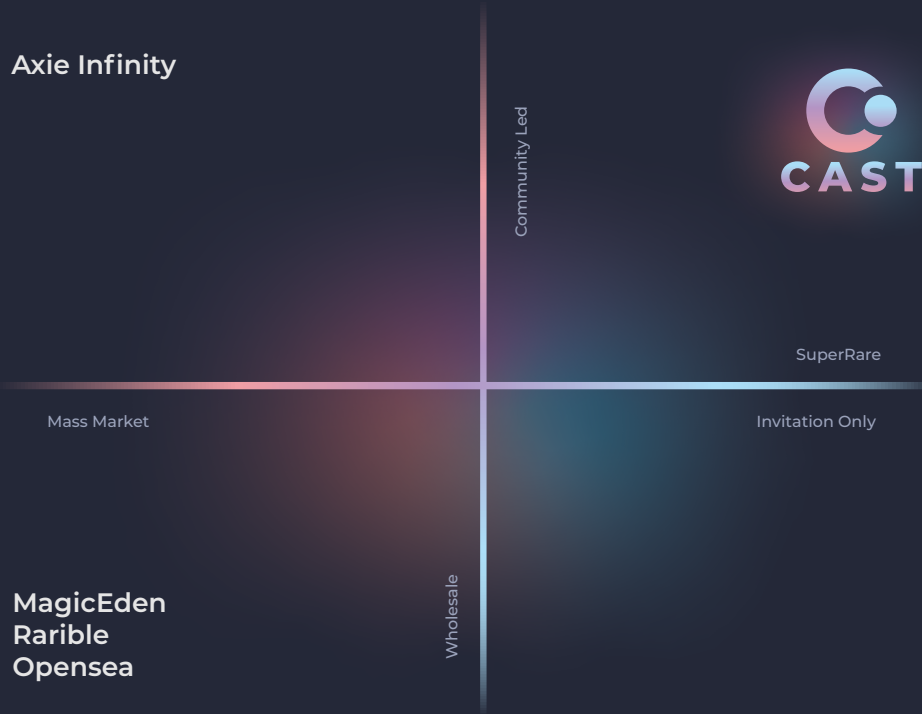 Axie Infinity
Community Led
CAST
SuperRare
Mass Market
Invitation Only
Wholesale
MagicEden
Rarible
Opensea